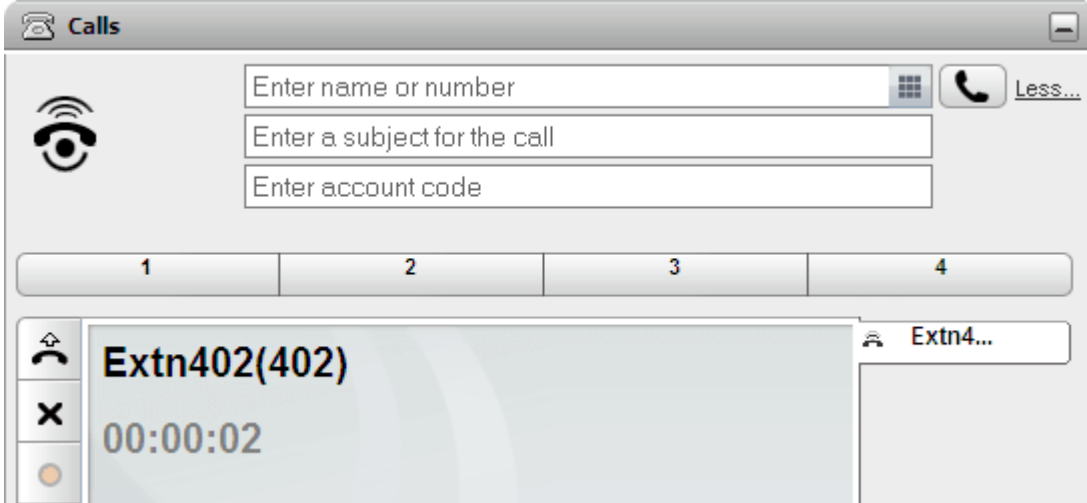 Calls
Enter name or number
Less...
Enter a subject for the call
Enter account code
1 2 3 4
Extn402(402)
Extn4...
00:00:02